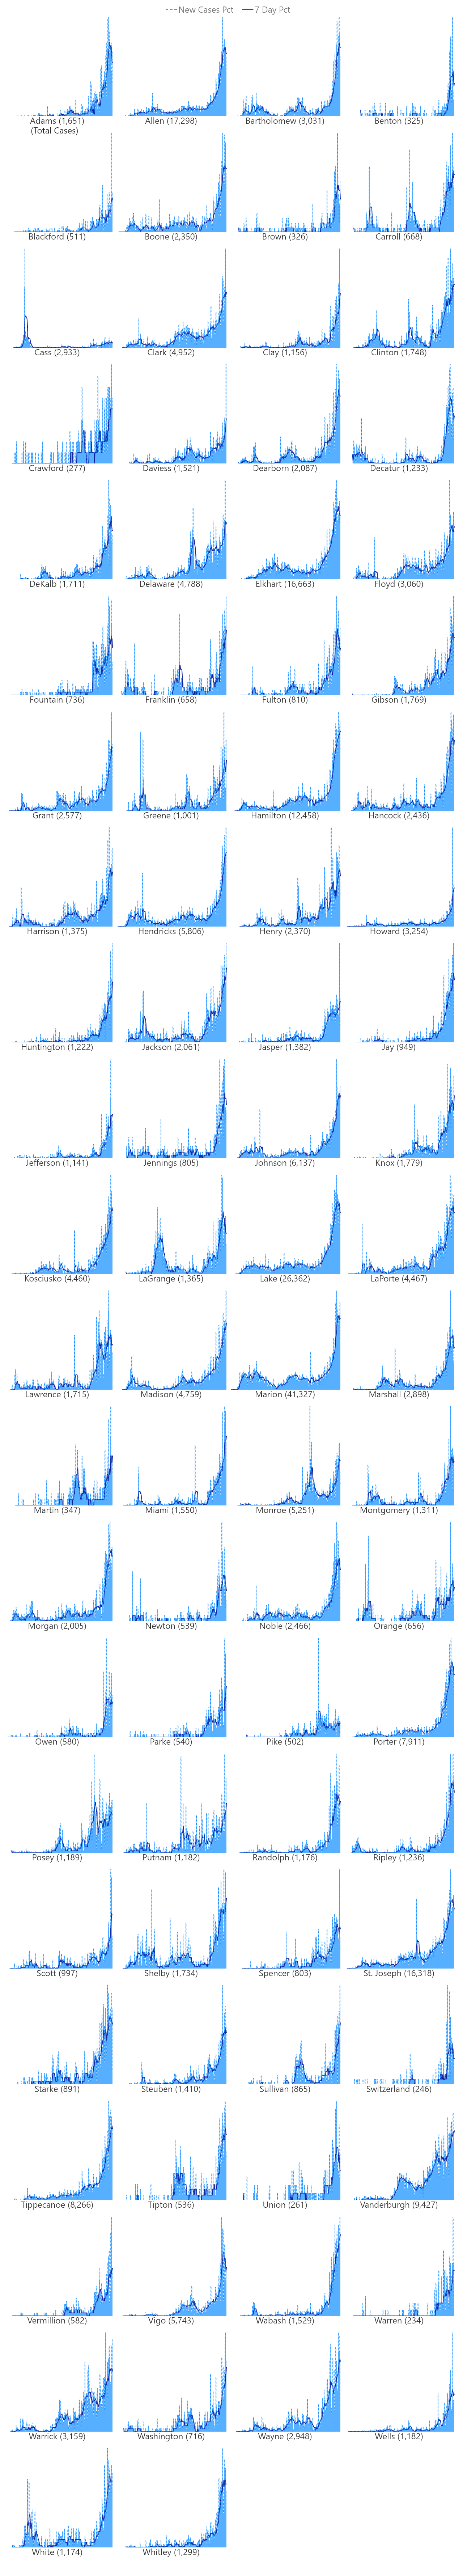 New Cases Pct 7 Day Pct
Adams (1,651) Allen (17,298) Bartholomew (3,031) Benton (325)
(Total Cases)
Blackford (511) Boone (2,350) Brown (326) Carroll (668)
Cass (2,933) Clark (4,952) Clay (1,156) Clinton (1,748)
Crawford (277) Daviess (1,521) Dearborn (2,087) Decatur (1,233)
DeKalb (1,711) Delaware (4,788) Elkhart (16,663) Floyd (3,060)
Fountain (736) Franklin (658) Fulton (810) Gibson (1,769)
Grant (2,577) Greene (1,001) Hamilton (12,458) Hancock (2,436)
Harrison (1,375) Hendricks (5,806) Henry (2,370) Howard (3,254)
Huntington (1,222) Jackson (2,061) Jasper (1,382) Jay (949)
Jefferson (1,141) Jennings (805) Johnson (6,137) Knox (1,779)
Kosciusko (4,460) LaGrange (1,365) Lake (26,362) LaPorte (4,467)
Lawrence (1,715) Madison (4,759) Marion (41,327) Marshall (2,898)
Martin (347) Miami (1,550) Monroe (5,251) Montgomery (1,311)
Morgan (2,005) Newton (539) Noble (2,466) Orange (656)
Owen (580) Parke (540) Pike (502) Porter (7,911)
Posey (1,189) Putnam (1,182) Randolph (1,176) Ripley (1,236)
Scott (997) Shelby (1,734) Spencer (803) St. Joseph (16,318)
Starke (891) Steuben (1,410) Sullivan (865) Switzerland (246)
Tippecanoe (8,266) Tipton (536) Union (261) Vanderburgh (9,427)
Vermillion (582) Vigo (5,743) Wabash (1,529) Warren (234)
Warrick (3,159) Washington (716) Wayne (2,948) Wells (1,182)
White (1,174) Whitley (1,299)